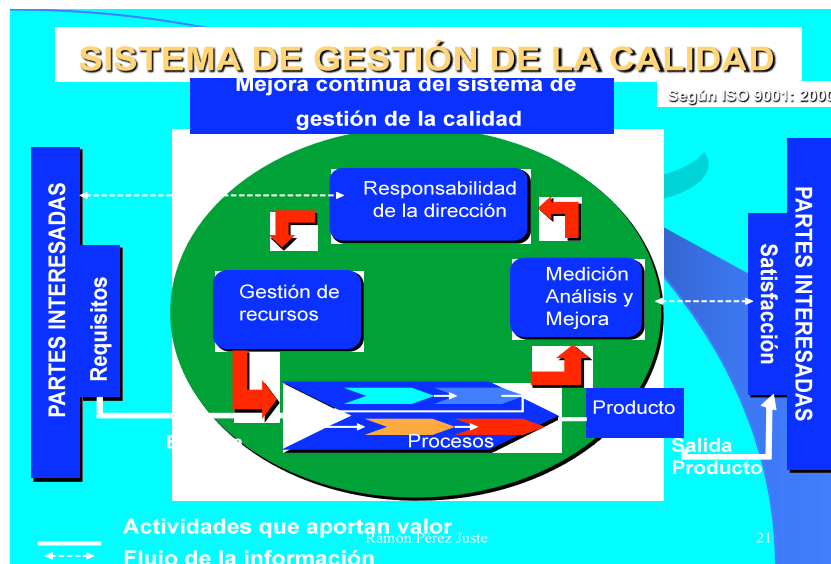 SISTEMA DE GESTIÓN DE LA CALIDAD
Mejora continua del sistema de
gestión de la calidad
Según ISO 9001: 2000
PARTES INTERESADAS
Requisitos
Responsabilidad
de la dirección
Gestión de
recursos
Medición
Análisis y
Mejora
Satisfacción
PARTES INTERESADAS
Procesos
Producto
Salida
Producto
Actividades que aportan valor
Flujo de la información
Ramón Pérez Juste
21